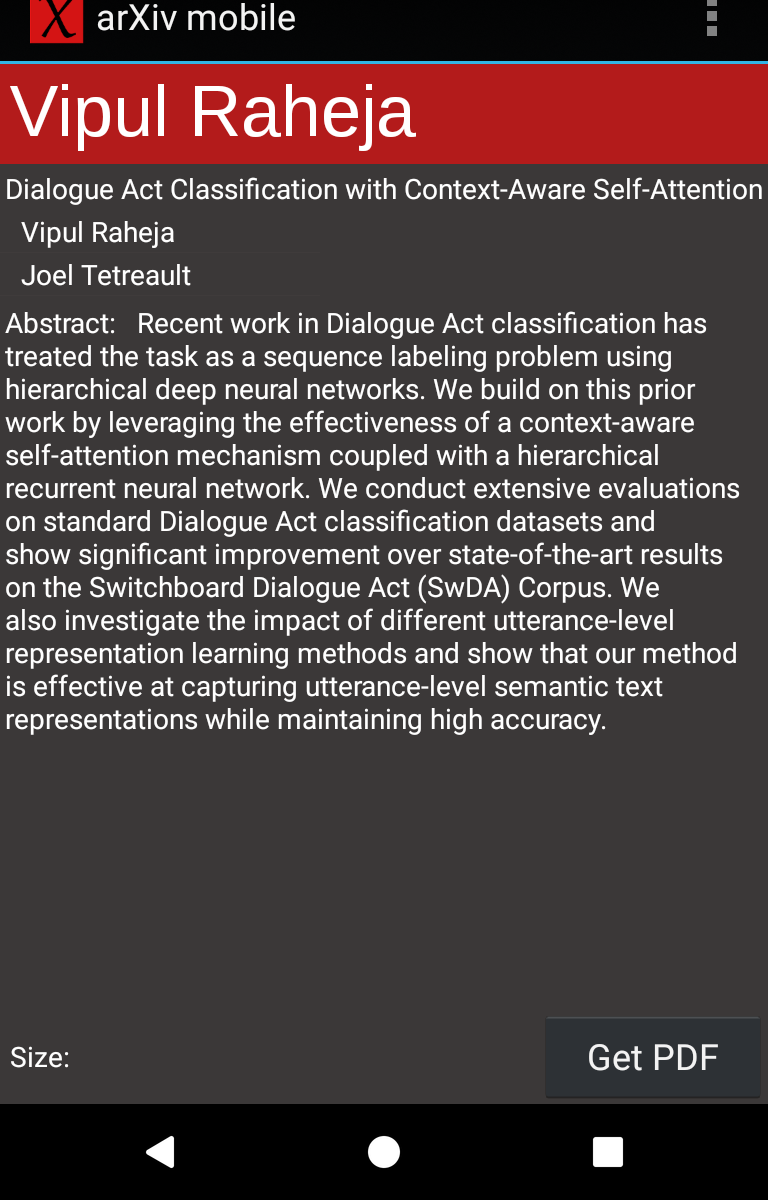 arXiv mobile
Vipul Raheja
Dialogue Act Classification with Context-Aware Self-Attention
Vipul Raheja
Joel Tetreault
Abstract: Recent work in Dialogue Act classification has
treated the task as a sequence labeling problem using
hierarchical deep neural networks. We build on this prior
work by leveraging the effectiveness of a context-aware
self-attention mechanism coupled with a hierarchical
recurrent neural network. We conduct extensive evaluations
on standard Dialogue Act classification datasets and
show significant improvement over state-of-the-art results
on the Switchboard Dialogue Act (SwDA) Corpus. We
also investigate the impact of different utterance-level
representation learning methods and show that our method
is effective at capturing utterance-level semantic text
representations while maintaining high accuracy.
Size:
Get PDF